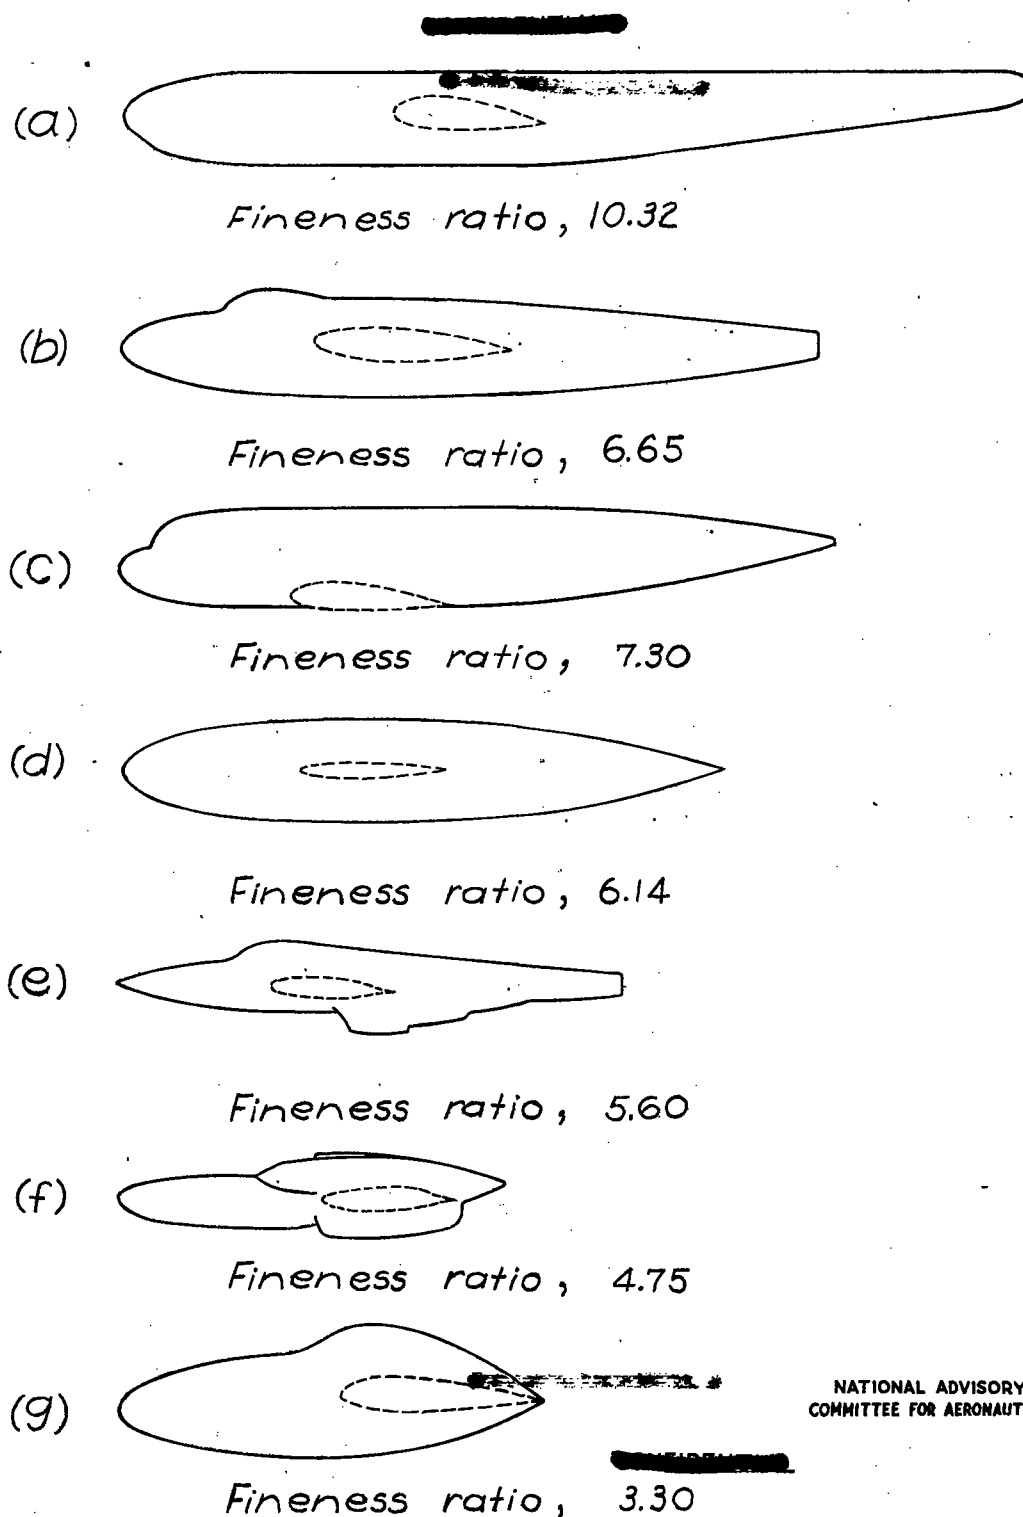 (a)
Fineness ratio, 10.32
(b)
Fineness ratio, 6.65
(c)
Fineness ratio, 7.30
(d)
Fineness ratio, 6.14
(e)
Fineness ratio, 5.60
(f)
Fineness ratio, 4.75
(g)
NATIONAL ADVISORY
COMMITTEE FOR AERONAUT
Fineness ratio, 3.30